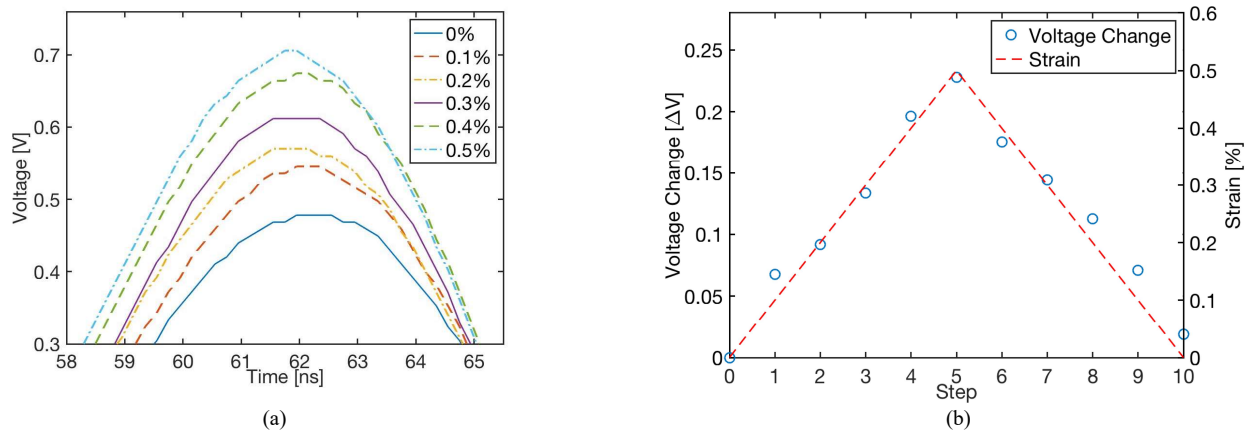 (a)
Voltage [V]
0.7
0.6
0.5
0.4
0.3
58 59 60 61 62 63 64 65
Time [ns]
0%
0.1%
0.2%
0.3%
0.4%
0.5%
(b)
Voltage Change [ΔV]
0.25
0.2
0.15
0.1
0.05
0
0 1 2 3 4 5 6 7 8 9 10
Step
Voltage Change
Strain
0.6
0.5
0.4
0.3
0.2
0.1
0
Strain [%]